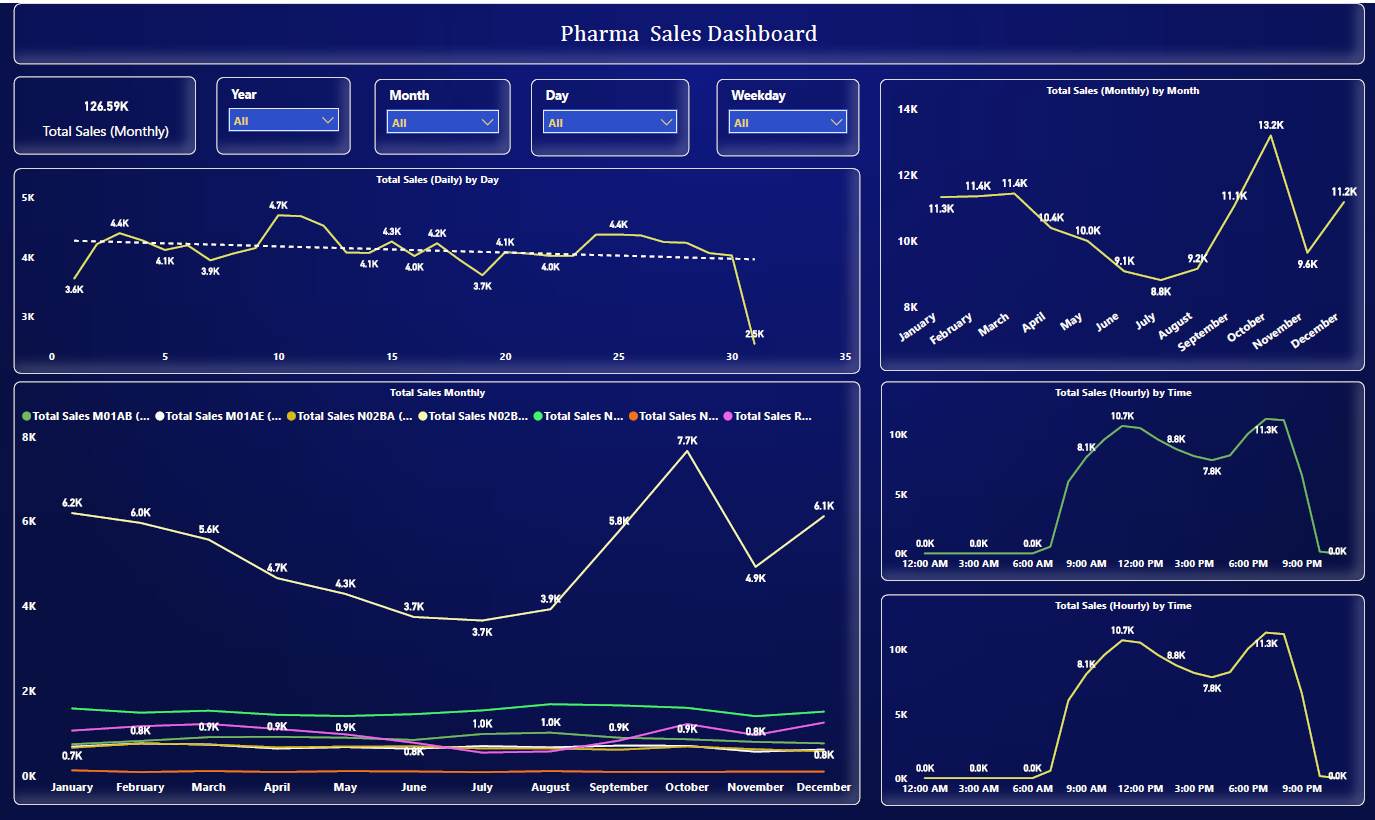 Pharma Sales Dashboard
126.59K
Total Sales (Monthly)
Year
All
Month
All
Day
All
Weekday
All
Total Sales (Daily) by Day
5K
4K
3K
3.6K
4.4K
4.1K
3.9K
4.7K
4.1K
4.3K
4.0K
4.2K
3.7K
4.1K
4.0K
4.4K
2.5K
0 5 10 15 20 25 30 35
Total Sales (Monthly) by Month
14K
12K
10K
8K
11.3K
11.4K
11.4K
10.4K
10.0K
9.1K
8.8K
9.2K
11.1K
13.2K
9.6K
11.2K
January February March April May June July August September October November December
Total Sales Monthly
Total Sales M01AB (... Total Sales M01AE (... Total Sales N02BA (... Total Sales N02B... Total Sales N... Total Sales N... Total Sales R...
8K
6K
4K
2K
0K
6.2K
6.0K
5.6K
4.7K
4.3K
3.7K
3.7K
3.9K
5.8K
7.7K
4.9K
6.1K
0.7K
0.8K
0.9K
0.9K
0.9K
0.8K
1.0K
1.0K
0.9K
0.9K
0.8K
0.8K
January February March April May June July August September October November December
Total Sales (Hourly) by Time
10K
5K
0K
0.0K
0.0K
0.0K
8.1K
10.7K
8.8K
7.8K
11.3K
0.0K
12:00 AM 3:00 AM 6:00 AM 9:00 AM 12:00 PM 3:00 PM 6:00 PM 9:00 PM
Total Sales (Hourly) by Time
10K
5K
0K
0.0K
0.0K
0.0K
8.1K
10.7K
8.8K
7.8K
11.3K
0.0K
12:00 AM 3:00 AM 6:00 AM 9:00 AM 12:00 PM 3:00 PM 6:00 PM 9:00 PM